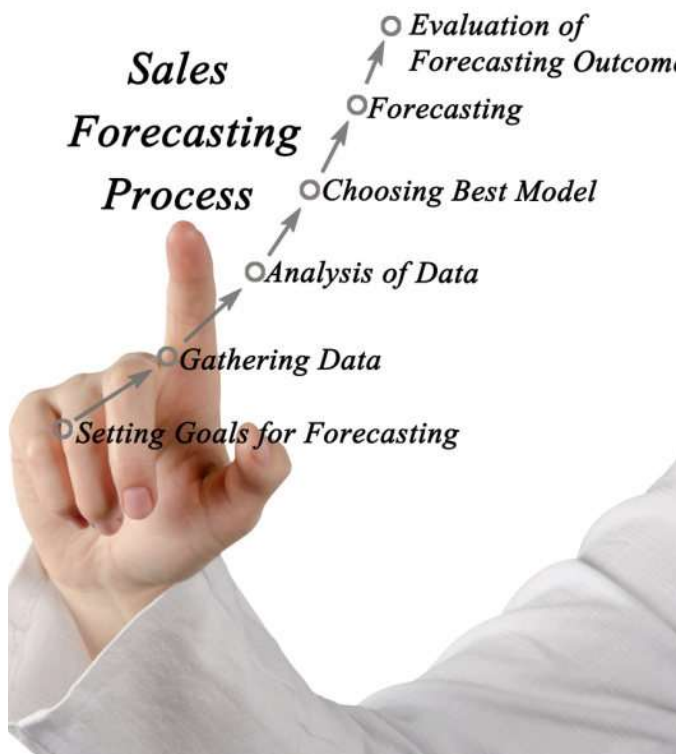 Sales
Forecasting
Process
Evaluation of
Forecasting Outcome
Forecasting
Choosing Best Model
Analysis of Data
Gathering Data
Setting Goals for Forecasting